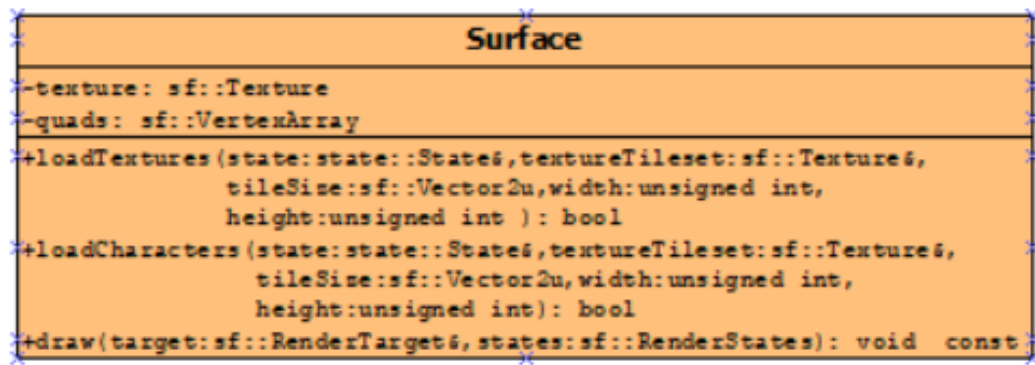 Surface
-texture: sf::Texture
-quads: sf::VertexArray
+loadTextures(state:state::State&,textureTileset:sf::Texture&,
tileSize:sf::Vector2u,width:unsigned int,
height:unsigned int ): bool
+loadCharacters(state:state::State&,textureTileset:sf::Texture&,
tileSize:sf::Vector2u,width:unsigned int,
height:unsigned int): bool
+draw(target:sf::RenderTarget&,states:sf::RenderStates): void const